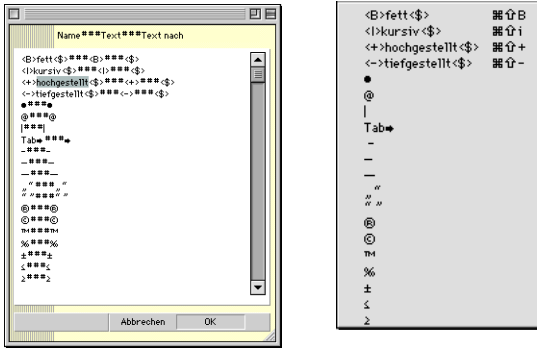 Name###Text###Text nach
<B>fett<$>###<B>###<$>
<I>kursiv<$>###<I>###<$>
<+>hochgestellt<$>###<+>###<$>
<->tiefgestellt<$>###<->###<$>
●###●
@###@
|###|
Tab➡###➡
-###-
–###–
—###—
„“###„“
„“ „“###„“ „“
®###®
©###©
™###™
%###%
±###±
≤###≤
≥###≥
Abbrechen
OK
<B>fett<$> ⌘⇧B
<I>kursiv<$> ⌘⇧i
<+>hochgestellt<$> ⌘⇧+
<->tiefgestellt<$> ⌘⇧-
●
@
|
Tab➡
-
–
—
„“
“ ”
®
©
™
%
±
≤
≥